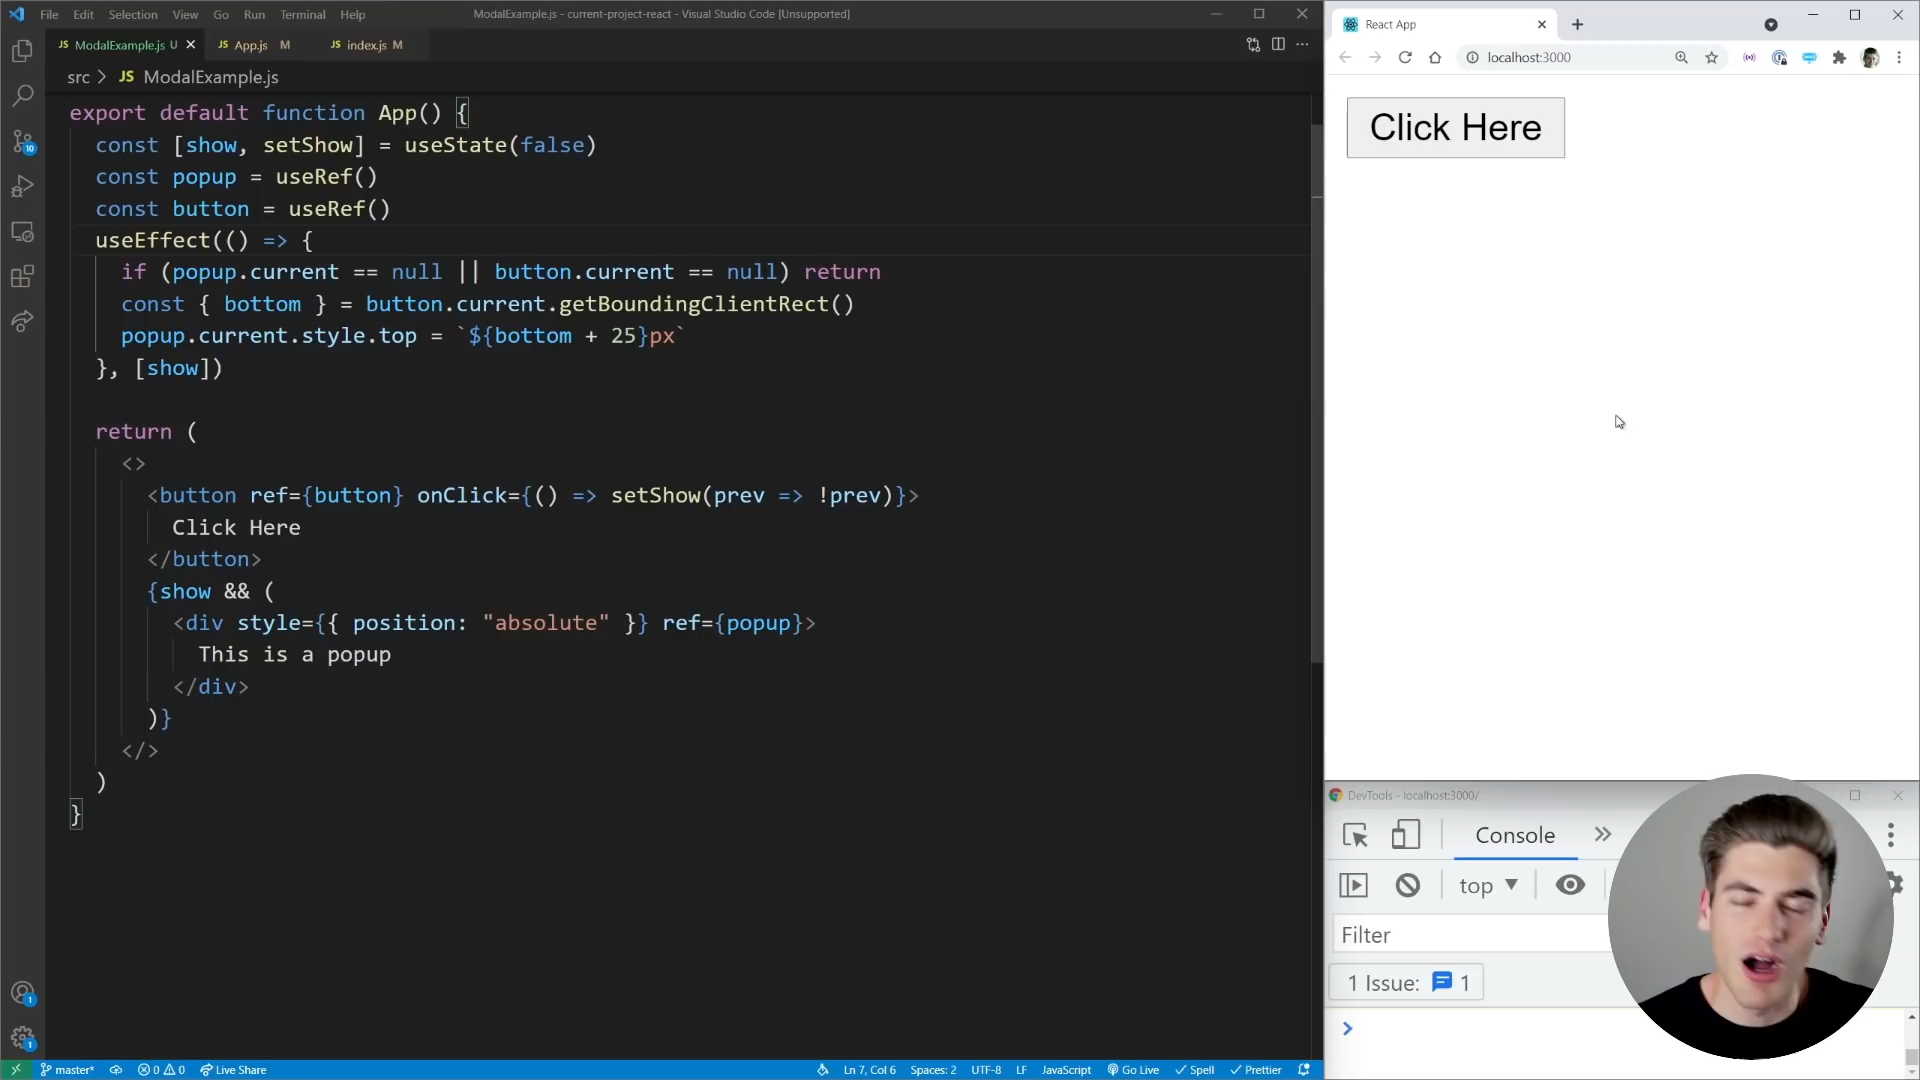 File Edit Selection View Go Run Terminal Help
ModalExample.js - current-project-react - Visual Studio Code [Unsupported]
JS ModalExample.js U
JS App.js M
JS index.js M
src > JS ModalExample.js
export default function App() {
const [show, setShow] = useState(false)
const popup = useRef()
const button = useRef()
useEffect(() => {
if (popup.current == null || button.current == null) return
const { bottom } = button.current.getBoundingClientRect()
popup.current.style.top = `${bottom + 25}px`
}, [show])
return (
<>
<button ref={button} onClick={() => setShow(prev => !prev)}>
Click Here
</button>
{show && (
<div style={{ position: "absolute" }} ref={popup}>
This is a popup
</div>
)}
</>
)
}
10
1
1
master* 0 0 Live Share
Ln 7, Col 6 Spaces: 2 UTF-8 LF JavaScript Go Live Spell Prettier
React App
localhost:3000
Click Here
DevTools - localhost:3000/
Console
top
Filter
1 Issue: 1